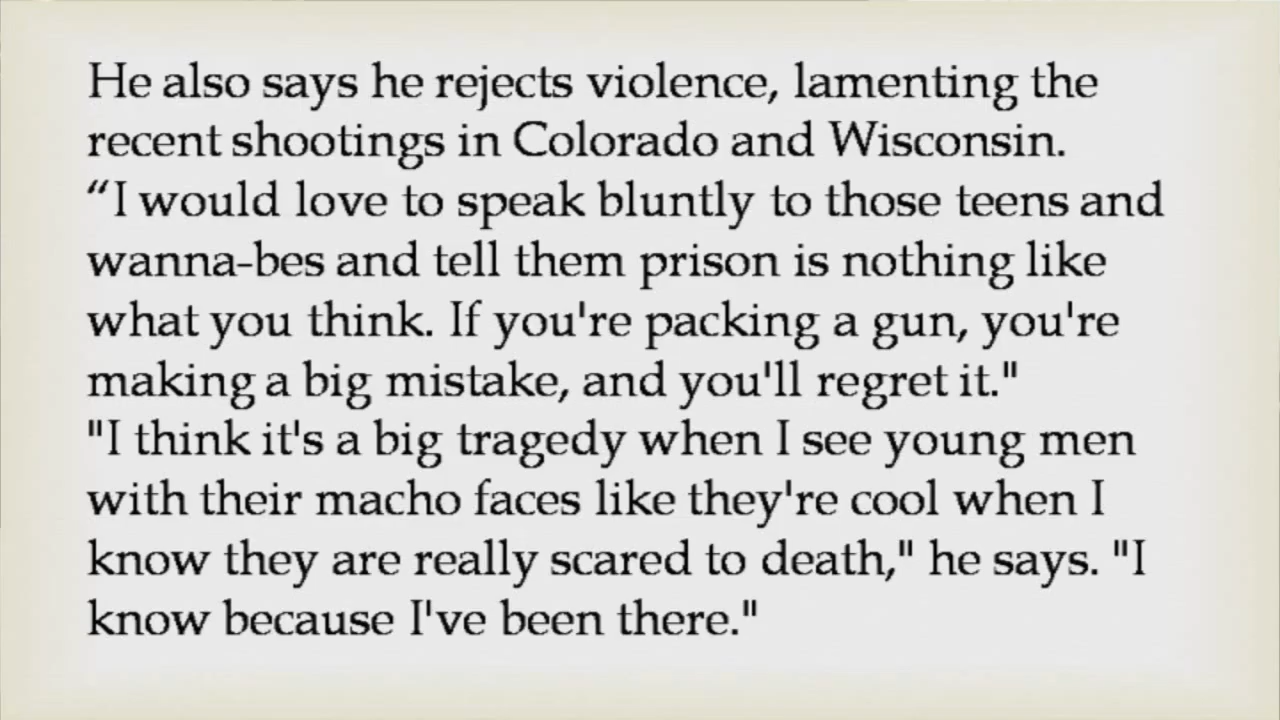 He also says he rejects violence, lamenting the
recent shootings in Colorado and Wisconsin.
“I would love to speak bluntly to those teens and
wanna-bes and tell them prison is nothing like
what you think. If you're packing a gun, you're
making a big mistake, and you'll regret it."
"I think it's a big tragedy when I see young men
with their macho faces like they're cool when I
know they are really scared to death," he says. "I
know because I've been there."